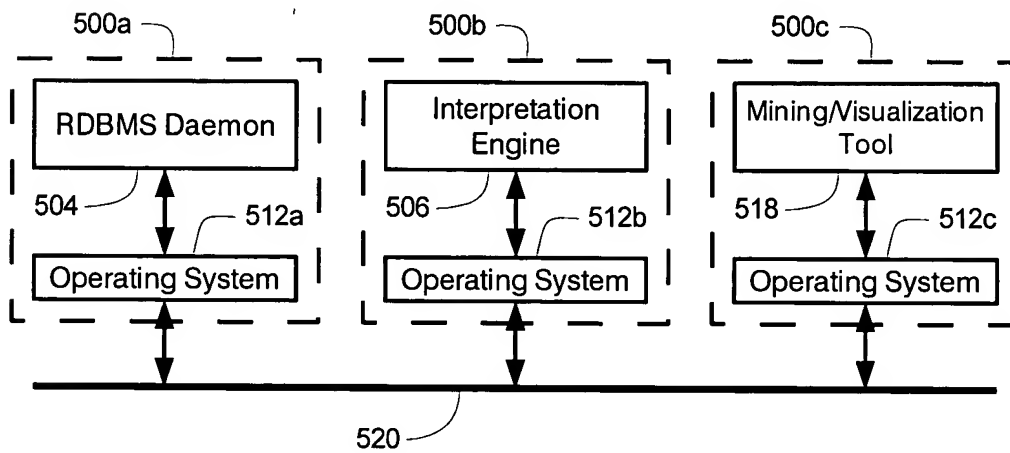 500a
500b
500c
RDBMS Daemon
Interpretation
Engine
Mining/Visualization
Tool
504
512a
506
512b
518
512c
Operating System
Operating System
Operating System
520